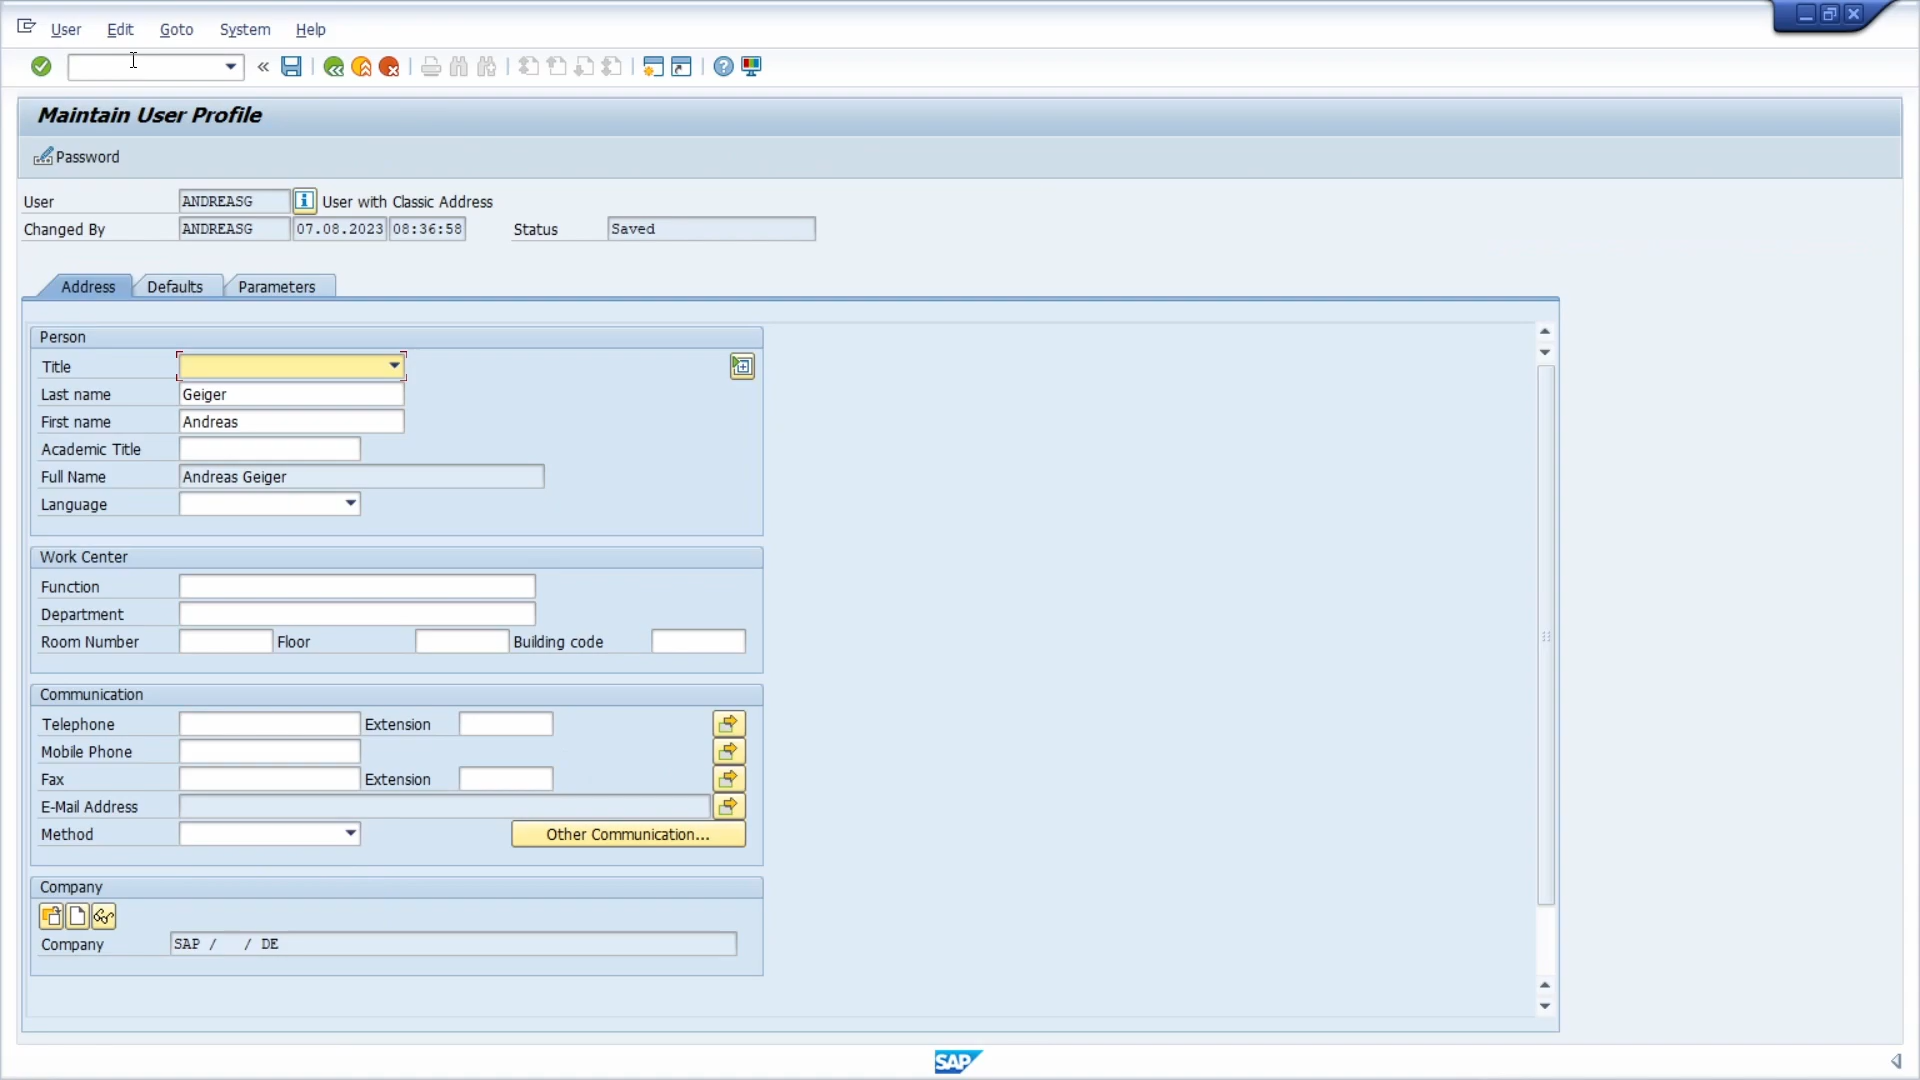 User Edit Goto System Help
Maintain User Profile
Password
User ANDREASG User with Classic Address
Changed By ANDREASG 07.08.2023 08:36:58 Status Saved
Address Defaults Parameters
Person
Title
Last name Geiger
First name Andreas
Academic Title
Full Name Andreas Geiger
Language
Work Center
Function
Department
Room Number Floor Building code
Communication
Telephone Extension
Mobile Phone
Fax Extension
E-Mail Address
Method Other Communication...
Company
Company SAP / / DE
SAP